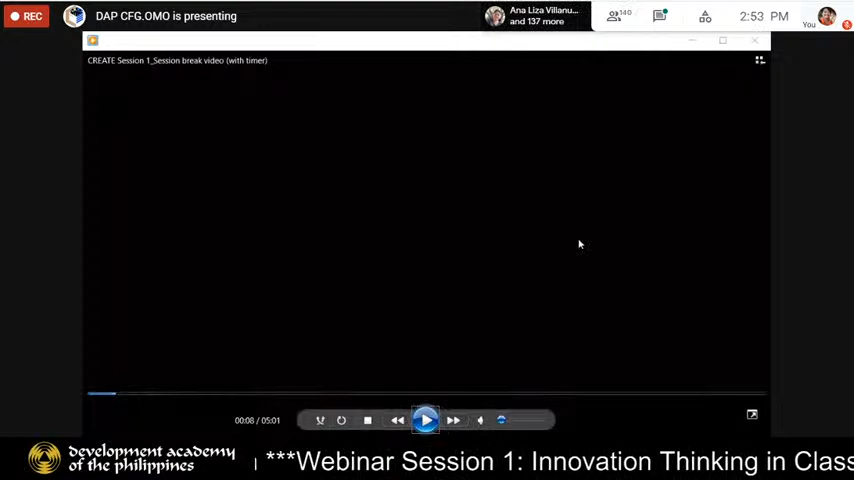 REC
DAP CFG.OMO is presenting
Ana Liza Villanu...
and 137 more
140
2:53 PM
You
CREATE Session 1_Session break video (with timer)
00:08 / 05:01
development academy
of the philippines
***Webinar Session 1: Innovation Thinking in Clas